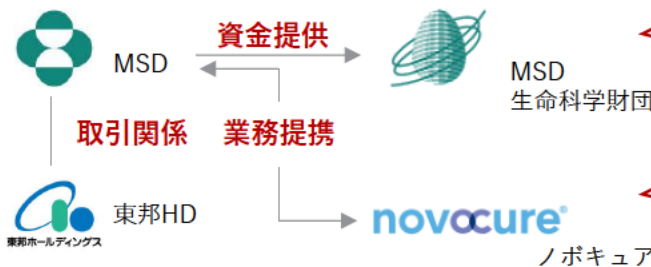 資金提供
MSD
MSD
生命科学財団
取引関係
業務提携
東邦HD
東邦ホールディングス
novocure®
ノボキュア